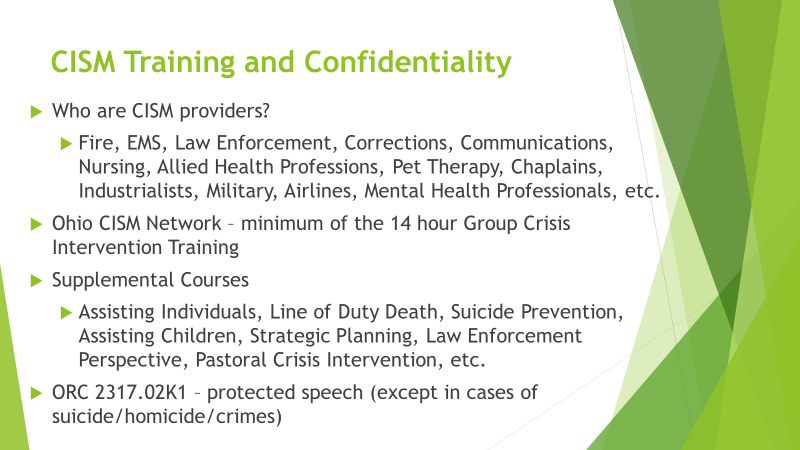 CISM Training and Confidentiality
Who are CISM providers?
Fire, EMS, Law Enforcement, Corrections, Communications,
Nursing, Allied Health Professions, Pet Therapy, Chaplains,
Industrialists, Military, Airlines, Mental Health Professionals, etc.
Ohio CISM Network – minimum of the 14 hour Group Crisis
Intervention Training
Supplemental Courses
Assisting Individuals, Line of Duty Death, Suicide Prevention,
Assisting Children, Strategic Planning, Law Enforcement
Perspective, Pastoral Crisis Intervention, etc.
ORC 2317.02K1 – protected speech (except in cases of
suicide/homicide/crimes)